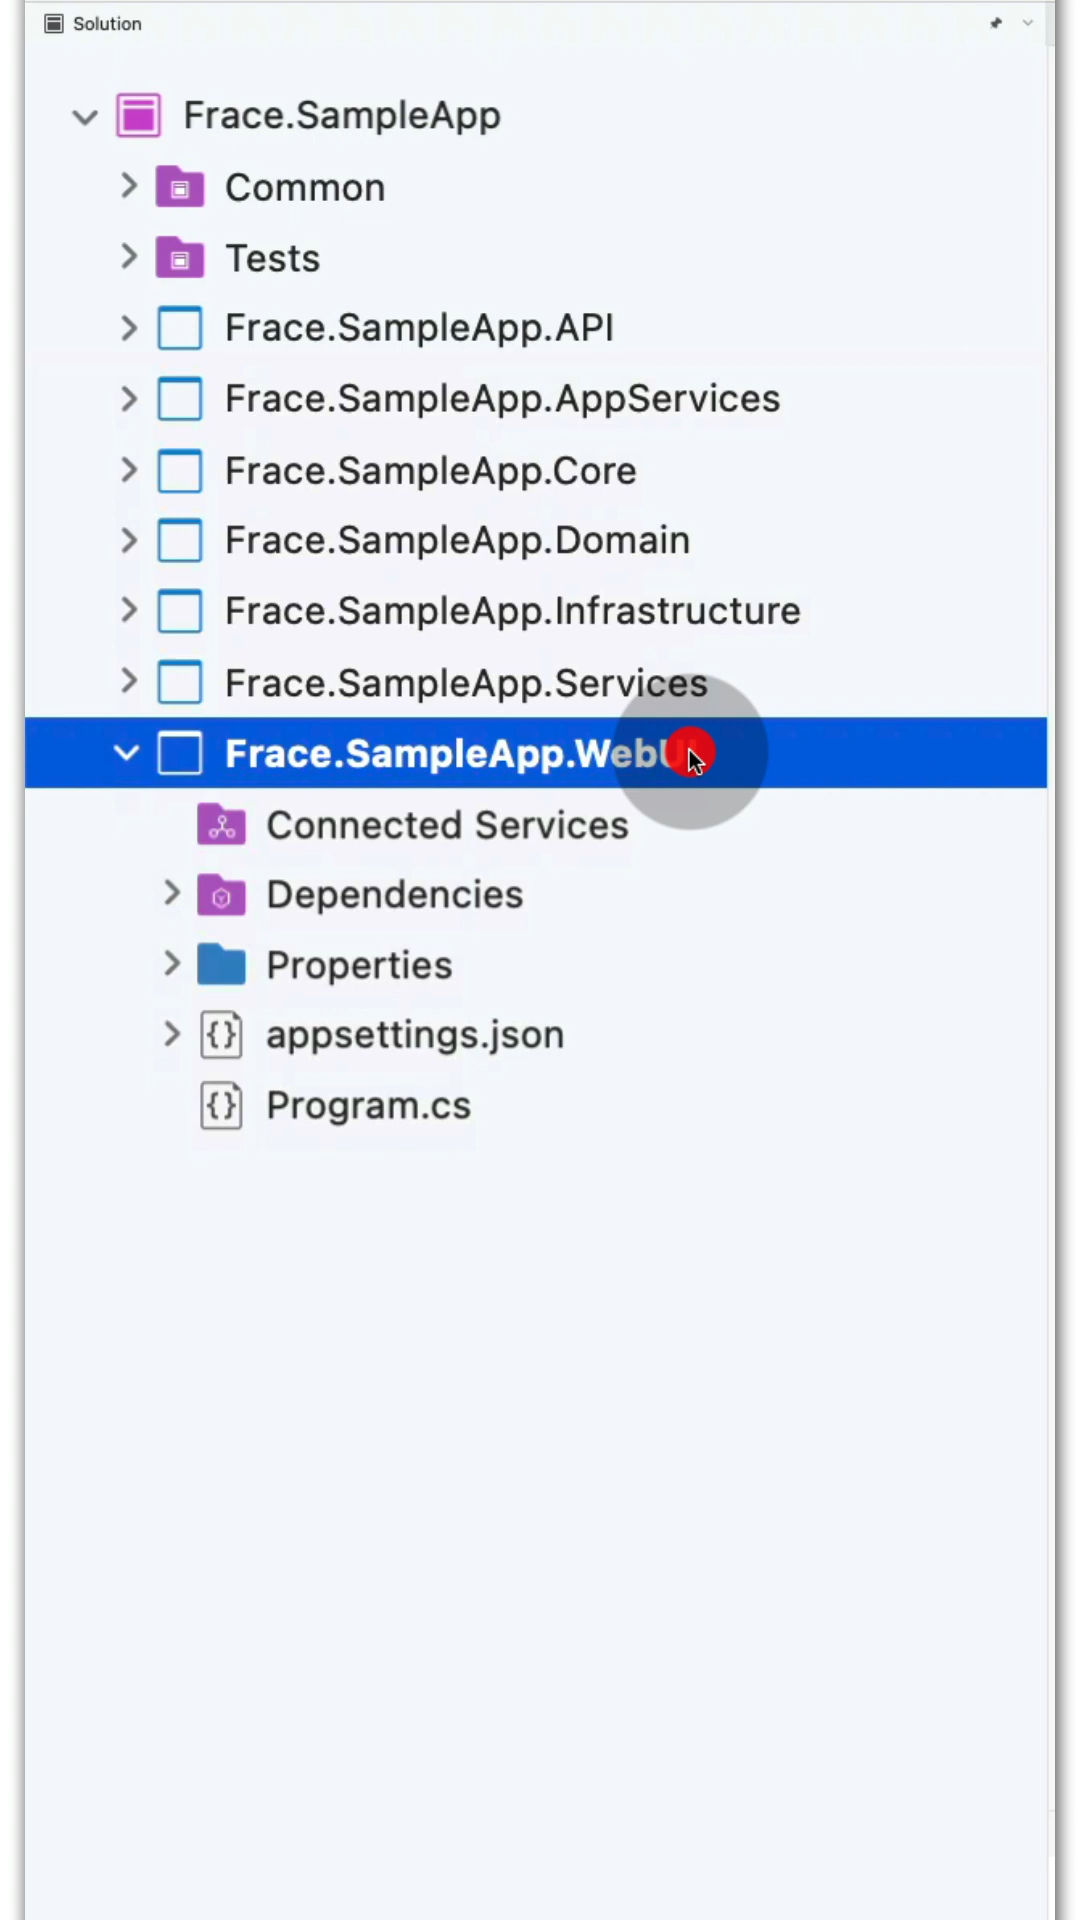 Solution
Frace.SampleApp
Common
Tests
Frace.SampleApp.API
Frace.SampleApp.AppServices
Frace.SampleApp.Core
Frace.SampleApp.Domain
Frace.SampleApp.Infrastructure
Frace.SampleApp.Services
Frace.SampleApp.WebUI
Connected Services
Dependencies
Properties
appsettings.json
Program.cs